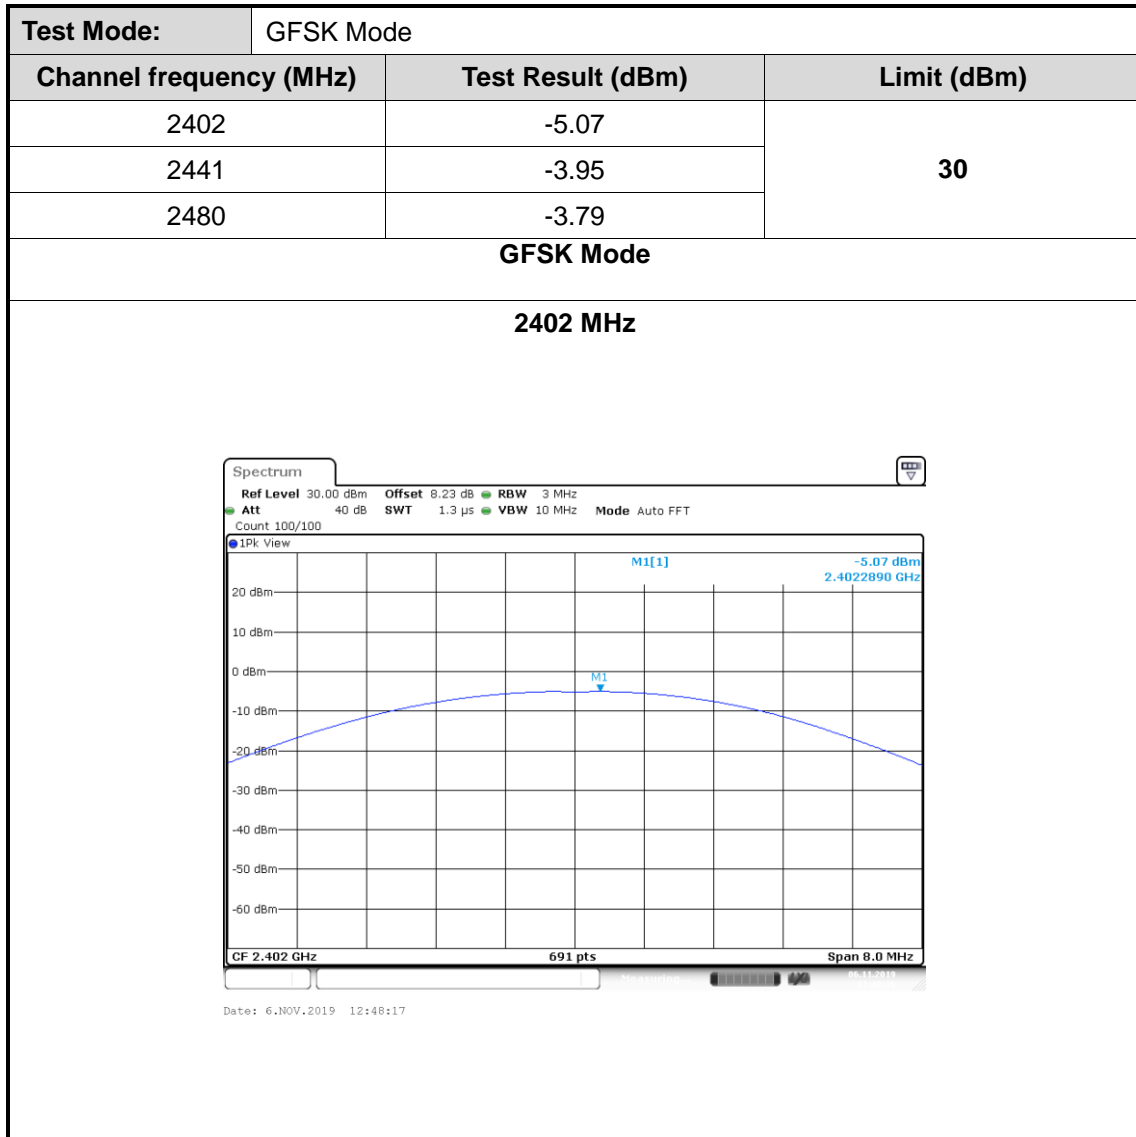 Test Mode: GFSK Mode
Channel frequency (MHz) Test Result (dBm) Limit (dBm)
2402 -5.07
2441 -3.95 30
2480 -3.79
GFSK Mode
2402 MHz
Spectrum
Ref Level 30.00 dBm Offset 8.23 dB RBW 3 MHz
Att 40 dB SWT 1.3 µs VBW 10 MHz Mode Auto FFT
Count 100/100
1Pk View
M1[1] -5.07 dBm
2.4022890 GHz
20 dBm
10 dBm
0 dBm
M1
-10 dBm
-20 dBm
-30 dBm
-40 dBm
-50 dBm
-60 dBm
CF 2.402 GHz 691 pts Span 8.0 MHz
06.11.2019
Date: 6.NOV.2019 12:48:17